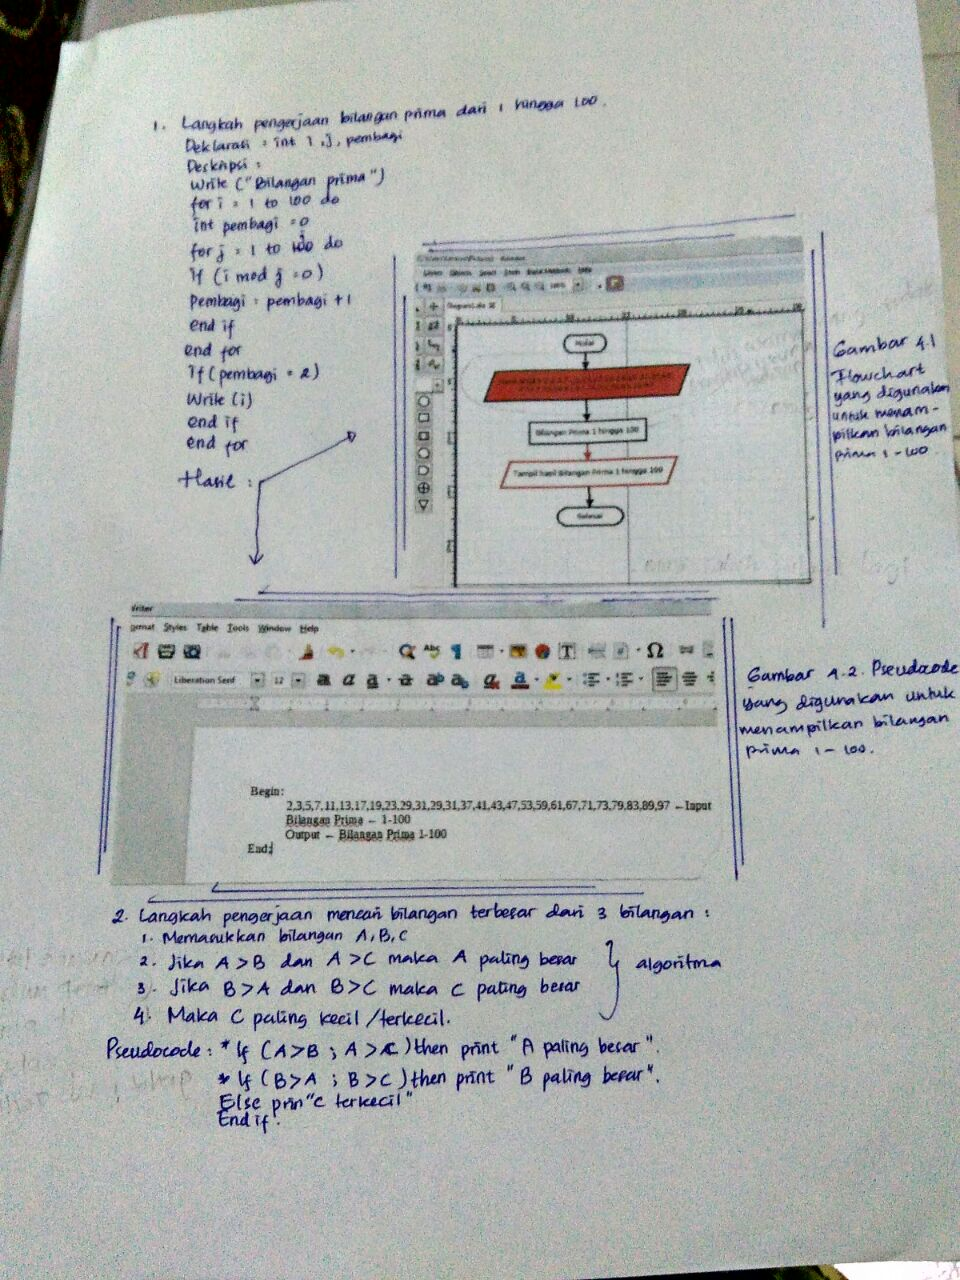 1. Langkah pengerjaan bilangan prima dari 1 hingga 100.
Deklarasi = int i, j, pembagi
Deskripsi :
Write ("Bilangan prima")
for i = 1 to 100 do
int pembagi = 0
for j = 1 to do
If (i mod j = 0)
Pembagi = pembagi + 1
end if
end for
If (pembagi = 2)
Write (i)
end if
end for
Hasil :
100%
Mulai
Bilangan Prima 1 hingga 100
Tampil hasil Bilangan Prima 1 hingga 100
Selesai
Gambar 4.1
Flowchart
yang digunakan
untuk menam-
pilkan bilangan
prima 1-100
Writer
Styles Table Tools Window Help
Liberation Serif 12
Begin:
2,3,5,7,11,13,17,19,23,29,31,29,31,37,41,43,47,53,59,61,67,71,73,79,83,89,97 ←Input
Bilangan Prima ← 1-100
Output ← Bilangan Prima 1-100
End;
Gambar 4.2. Pseudocode
yang digunakan untuk
menampilkan bilangan
prima 1-100.
2. Langkah pengerjaan mencari bilangan terbesar dari 3 bilangan :
1. Memasukkan bilangan A, B, C
2. Jika A > B dan A > C maka A paling besar
3. Jika B > A dan B > C maka C paling besar
4. Maka C paling kecil /terkecil.
algoritma
Pseudocode : * If (A>B ; A>C) then print "A paling besar".
* If (B>A ; B>C) then print "B paling besar".
Else prin "C terkecil"
End if.